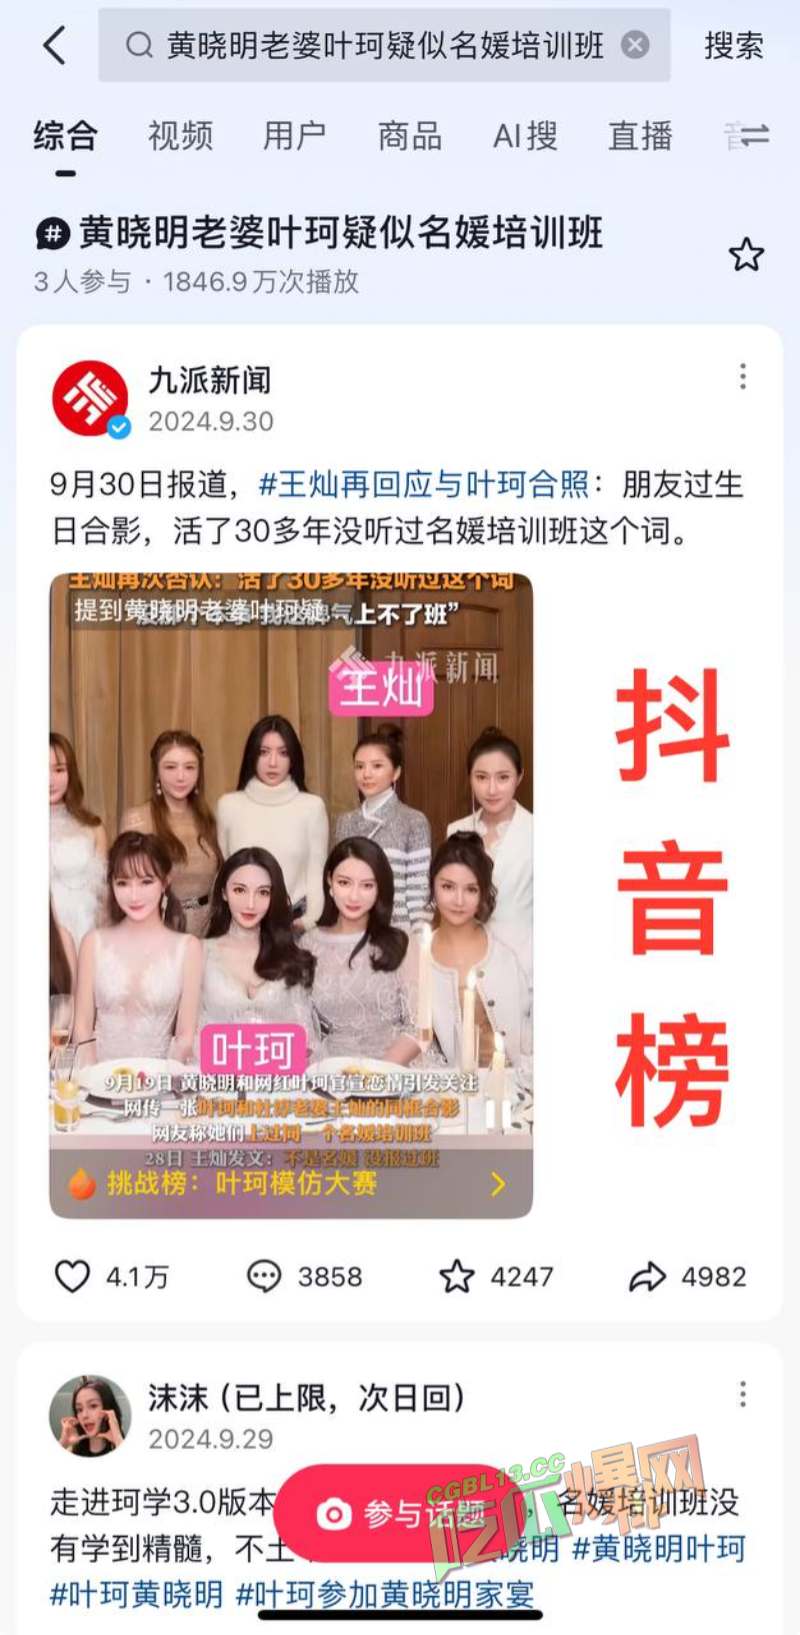 黄晓明老婆叶珂疑似名媛培训班
搜索
综合 视频 用户 商品 AI搜 直播
黄晓明老婆叶珂疑似名媛培训班
3人参与 · 1846.9万次播放
九派新闻
2024.9.30
9月30日报道，#王灿再回应与叶珂合照：朋友过生
日合影，活了30多年没听过名媛培训班这个词。
王灿再次否认：活了30多年没听过这个词
提到黄晓明老婆叶珂疑
气上不了班”
九派新闻
王灿
抖
音
榜
叶珂
9月19日 黄晓明和网红叶珂官宣恋情引发关注
网传一张叶珂和杜淳老婆王灿的同框合影
网友称她们上过同一个名媛培训班
28日 王灿发文：不是名媛 没报过班
挑战榜：叶珂模仿大赛
4.1万 3858 4247 4982
沫沫（已上限，次日回）
2024.9.29
走进珂学3.0版本
，名媛培训班没
参与话题
CGBL13.CC
吃瓜爆网
有学到精髓，不
晓明 #黄晓明叶珂
#叶珂黄晓明 #叶珂参加黄晓明家宴